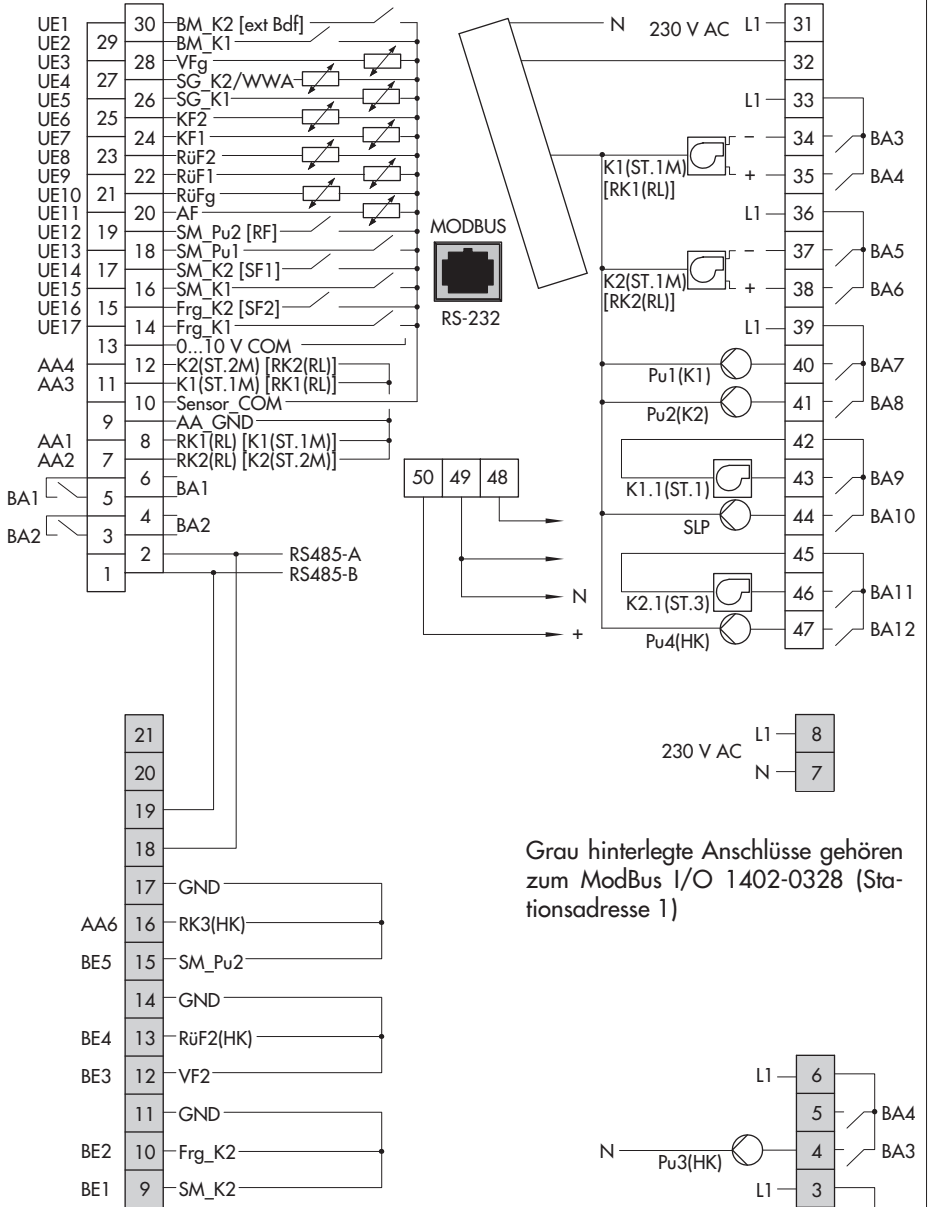 UE1 30 BM_K2 [ext Bdf]
UE2 29 BM_K1
UE3 28 VFg
UE4 27 SG_K2/WWA
UE5 26 SG_K1
UE6 25 KF2
UE7 24 KF1
UE8 23 RüF2
UE9 22 RüF1
UE10 21 RüFg
UE11 20 AF
UE12 19 SM_Pu2 [RF]
UE13 18 SM_Pu1
UE14 17 SM_K2 [SF1]
UE15 16 SM_K1
UE16 15 Frg_K2 [SF2]
UE17 14 Frg_K1
13 0...10 V COM
AA4 12 K2(ST.2M) [RK2(RL)]
AA3 11 K1(ST.1M) [RK1(RL)]
10 Sensor_COM
9 AA_GND
AA1 8 RK1(RL) [K1(ST.1M)]
AA2 7 RK2(RL) [K2(ST.2M)]
6 BA1
BA1 5
4 BA2
BA2 3
2 RS485-A
1 RS485-B
MODBUS
RS-232
50 49 48
N
+
N 230 V AC L1 31
32
L1 33
− 34 BA3
K1(ST.1M)
[RK1(RL)]
+ 35 BA4
L1 36
− 37 BA5
K2(ST.1M)
[RK2(RL)]
+ 38 BA6
L1 39
Pu1(K1) 40 BA7
Pu2(K2) 41 BA8
42
K1.1(ST.1) 43 BA9
SLP 44 BA10
45
K2.1(ST.3) 46 BA11
Pu4(HK) 47 BA12
21
20
19
18
17 GND
AA6 16 RK3(HK)
BE5 15 SM_Pu2
14 GND
BE4 13 RüF2(HK)
BE3 12 VF2
11 GND
BE2 10 Frg_K2
BE1 9 SM_K2
230 V AC
L1 8
N 7
Grau hinterlegte Anschlüsse gehören
zum ModBus I/O 1402-0328 (Sta-
tionsadresse 1)
L1 6
5 BA4
N Pu3(HK) 4 BA3
L1 3